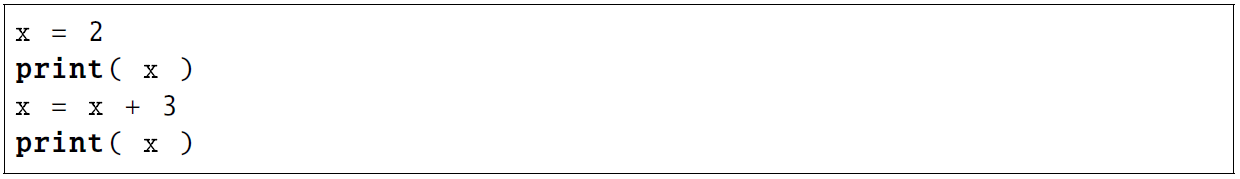 x = 2
print( x )
x = x + 3
print( x )